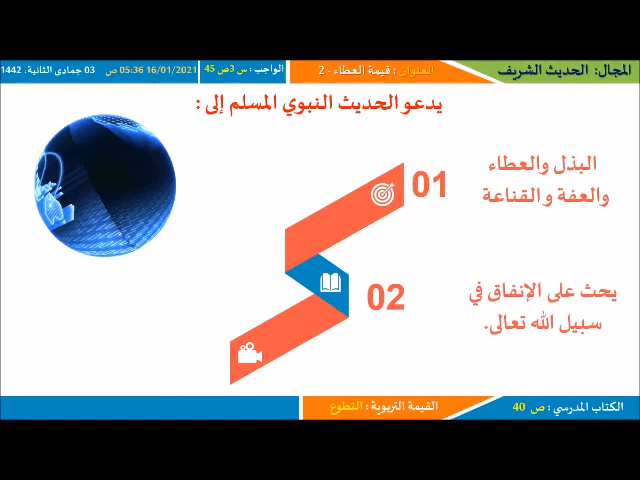 المجال: الحديث الشريف
العنوان : قيمة العطاء - 2
الواجب : س 3ص 45
16/01/2021 05:36 ص
03 جمادى الثانية، 1442
يدعو الحديث النبوي المسلم إلى :
01
البذل والعطاء
والعفة والقناعة
02
يحث على الإنفاق في
سبيل الله تعالى.
الكتاب المدرسي : ص 40
القيمة التربوية : التطوع